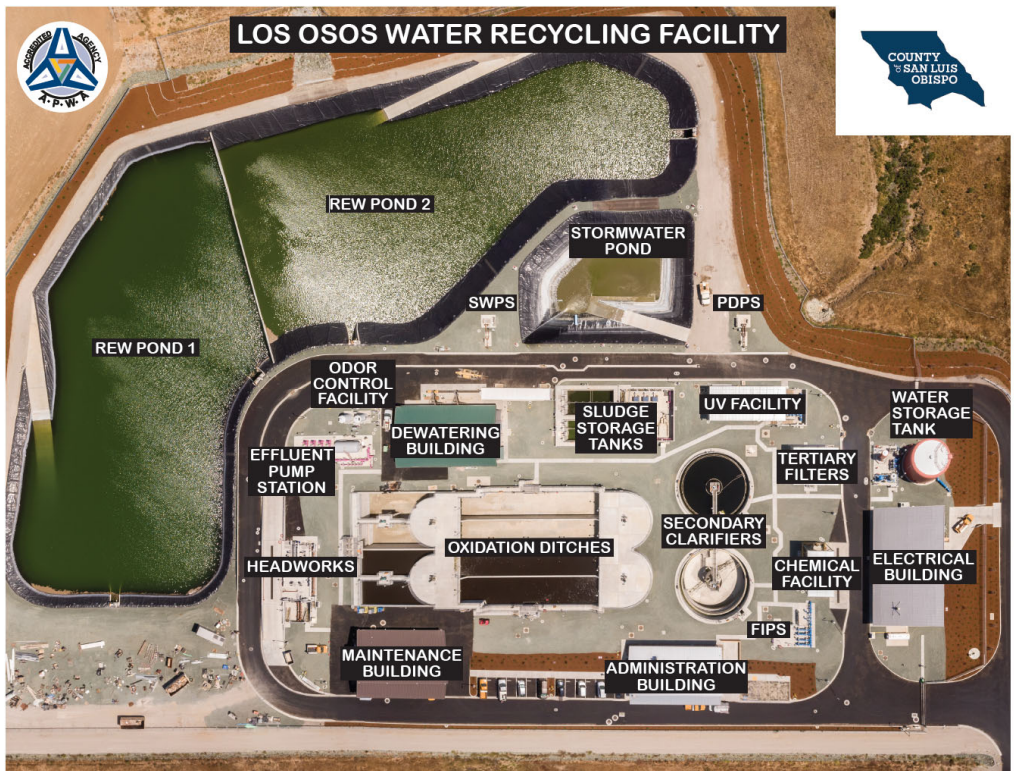 LOS OSOS WATER RECYCLING FACILITY
ACCREDITED
AGENCY
A.P.W.A
COUNTY
OF SAN LUIS
OBISPO
REW POND 2
STORMWATER
POND
SWPS
PDPS
REW POND 1
ODOR
CONTROL
FACILITY
DEWATERING
BUILDING
SLUDGE
STORAGE
TANKS
UV FACILITY
WATER
STORAGE
TANK
EFFLUENT
PUMP
STATION
TERTIARY
FILTERS
SECONDARY
CLARIFIERS
OXIDATION DITCHES
HEADWORKS
CHEMICAL
FACILITY
ELECTRICAL
BUILDING
FIPS
MAINTENANCE
BUILDING
ADMINISTRATION
BUILDING